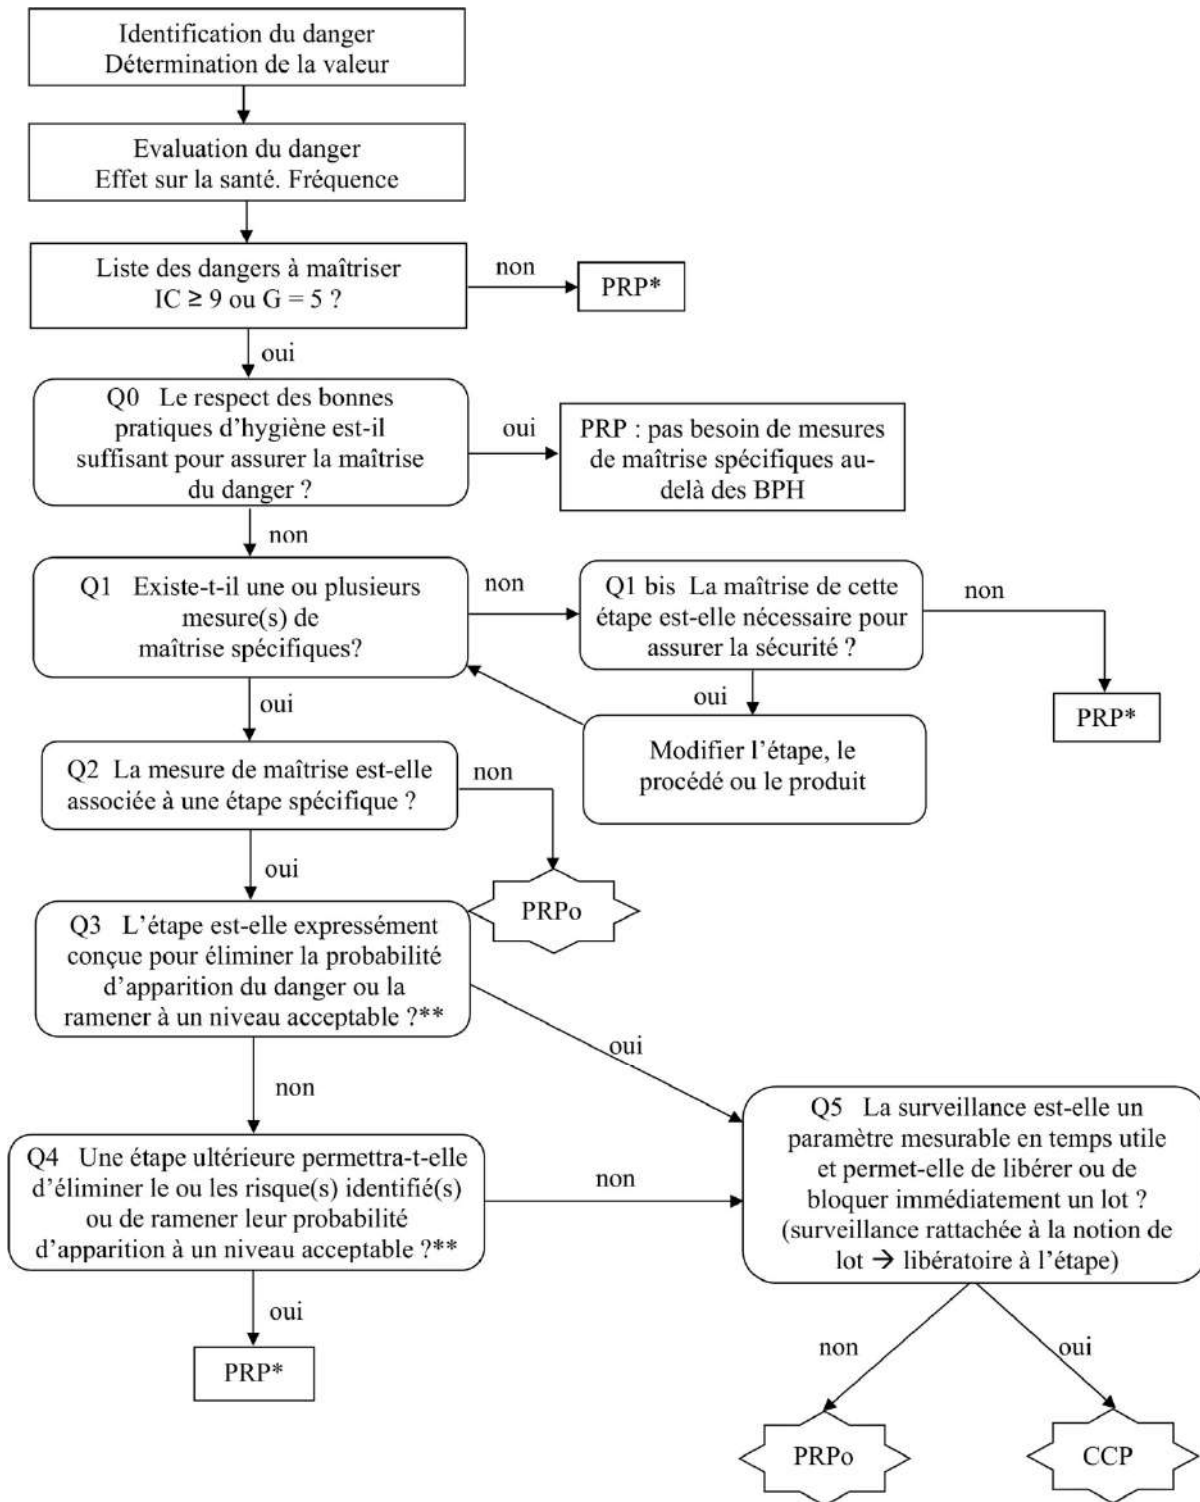 Identification du danger
Détermination de la valeur
Evaluation du danger
Effet sur la santé. Fréquence
Liste des dangers à maîtriser
IC ≥ 9 ou G = 5 ?
non
PRP*
oui
Q0 Le respect des bonnes
pratiques d'hygiène est-il
suffisant pour assurer la maîtrise
du danger ?
oui
PRP : pas besoin de mesures
de maîtrise spécifiques au-
delà des BPH
non
Q1 Existe-t-il une ou plusieurs
mesure(s) de
maîtrise spécifiques?
non
Q1 bis La maîtrise de cette
étape est-elle nécessaire pour
assurer la sécurité ?
non
PRP*
oui
Modifier l'étape, le
procédé ou le produit
oui
Q2 La mesure de maîtrise est-elle
associée à une étape spécifique ?
non
PRPo
oui
Q3 L'étape est-elle expressément
conçue pour éliminer la probabilité
d'apparition du danger ou la
ramener à un niveau acceptable ?**
oui
non
Q4 Une étape ultérieure permettra-t-elle
d'éliminer le ou les risque(s) identifié(s)
ou de ramener leur probabilité
d'apparition à un niveau acceptable ?**
non
oui
PRP*
Q5 La surveillance est-elle un
paramètre mesurable en temps utile
et permet-elle de libérer ou de
bloquer immédiatement un lot ?
(surveillance rattachée à la notion de
lot → libératoire à l'étape)
non
oui
PRPo
CCP